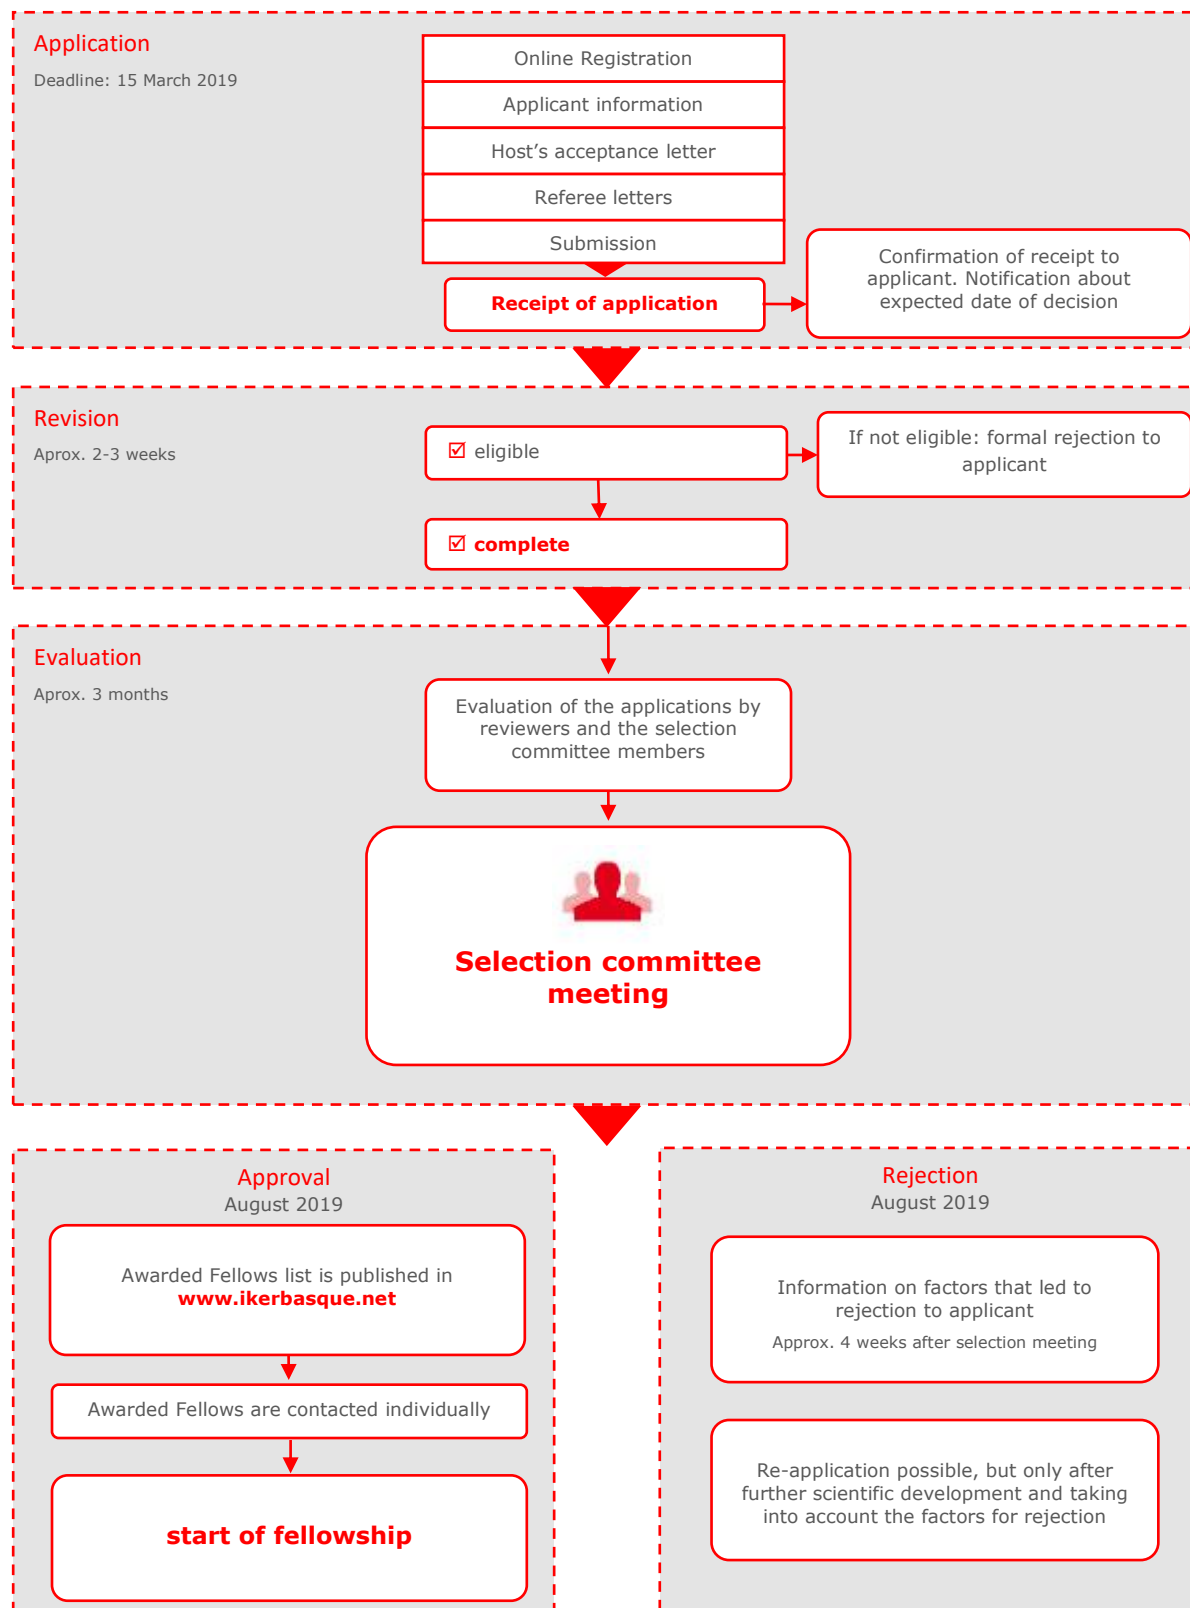 Application
Deadline: 15 March 2019
Online Registration
Applicant information
Host’s acceptance letter
Referee letters
Submission
Receipt of application
Confirmation of receipt to
applicant. Notification about
expected date of decision
Revision
Aprox. 2-3 weeks
☑ eligible
If not eligible: formal rejection to
applicant
☑ complete
Evaluation
Aprox. 3 months
Evaluation of the applications by
reviewers and the selection
committee members
Selection committee
meeting
Approval
August 2019
Awarded Fellows list is published in
www.ikerbasque.net
Awarded Fellows are contacted individually
start of fellowship
Rejection
August 2019
Information on factors that led to
rejection to applicant
Approx. 4 weeks after selection meeting
Re-application possible, but only after
further scientific development and taking
into account the factors for rejection